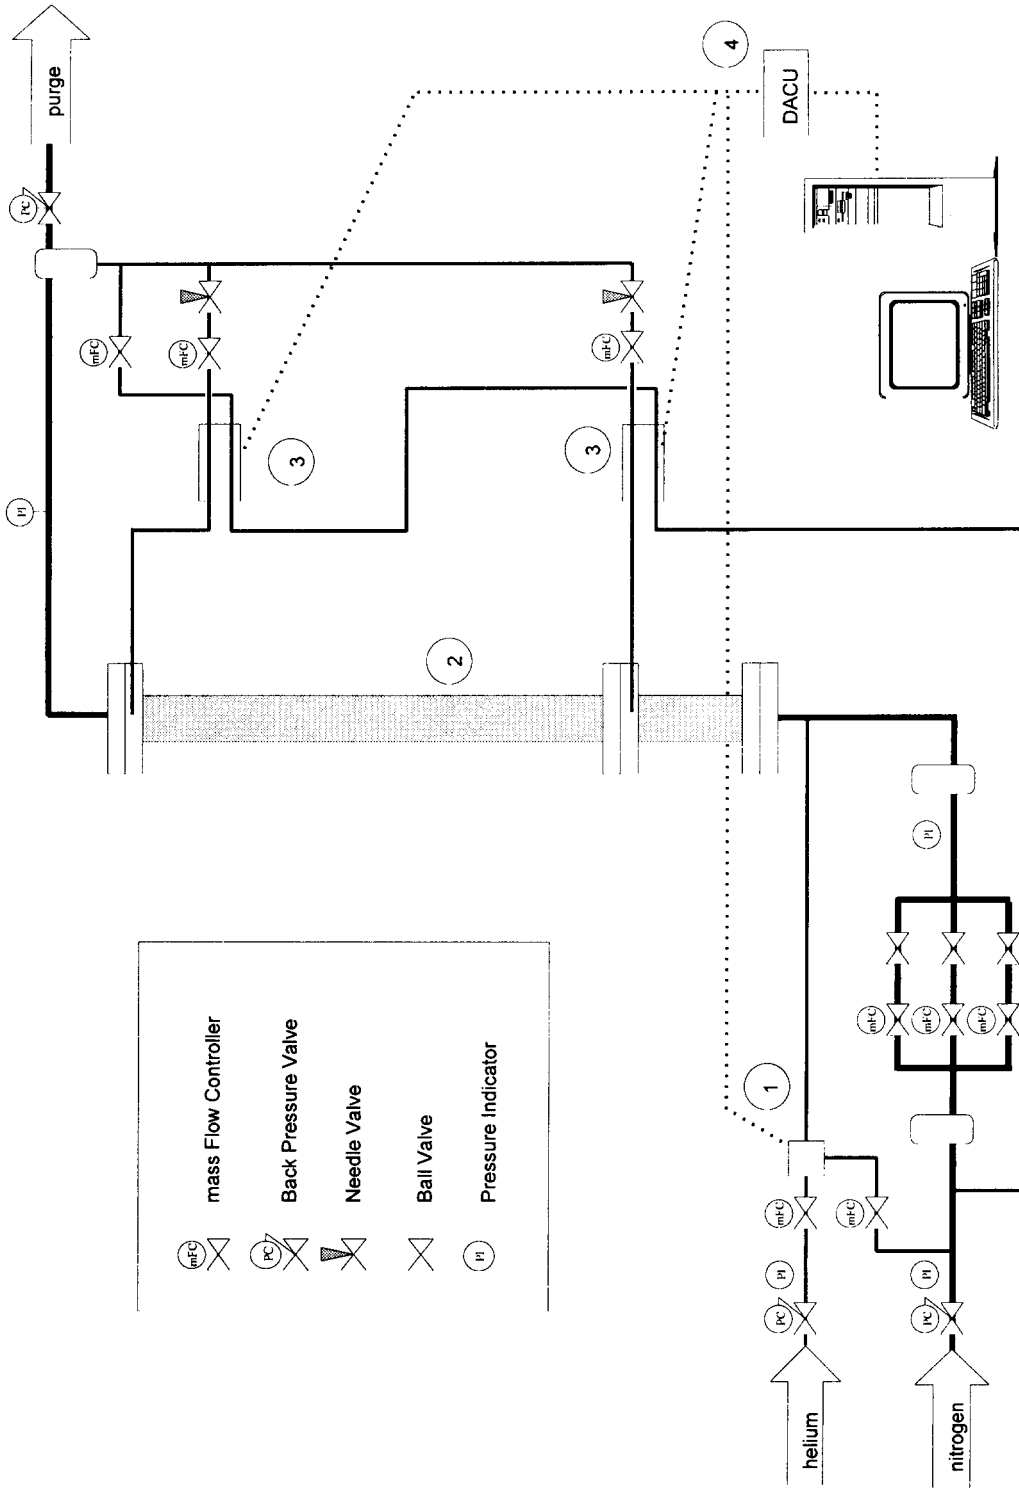 purge
PC
PI
mFC
mFC
mFC
3
3
4
DACU
2
mass Flow Controller
Back Pressure Valve
Needle Valve
Ball Valve
Pressure Indicator
mFC
PC
PI
1
mFC
mFC
PI
PI
PC
PC
mFC
mFC
mFC
PI
helium
nitrogen